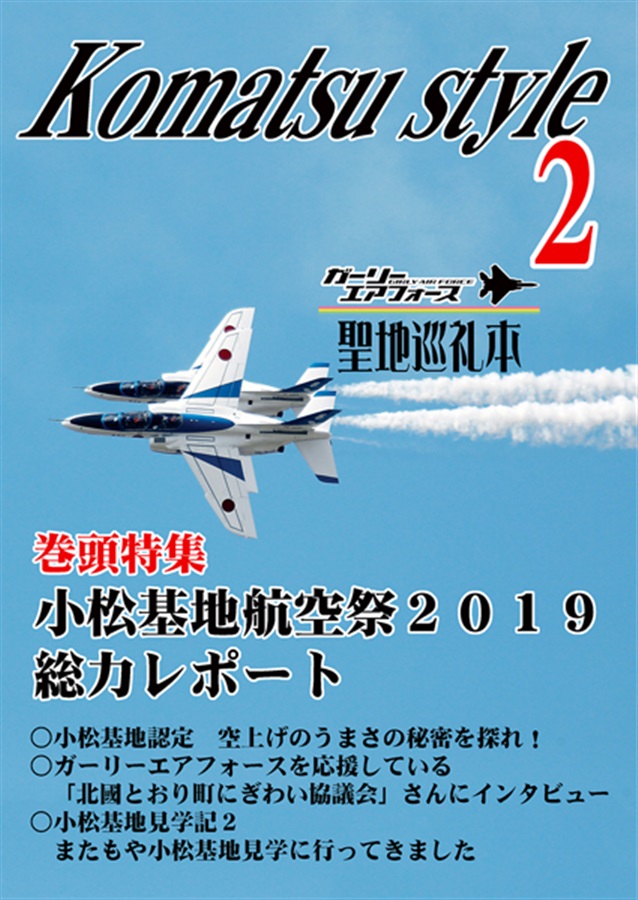 Komatsu style
2
ガーリー
GIRLY AIR FORCE
エアフォース
聖地巡礼本
巻頭特集
小松基地航空祭２０１９
総力レポート
○小松基地認定　空上げのうまさの秘密を探れ！
○ガーリーエアフォースを応援している
「北國とおり町にぎわい協議会」さんにインタビュー
○小松基地見学記２
またもや小松基地見学に行ってきました